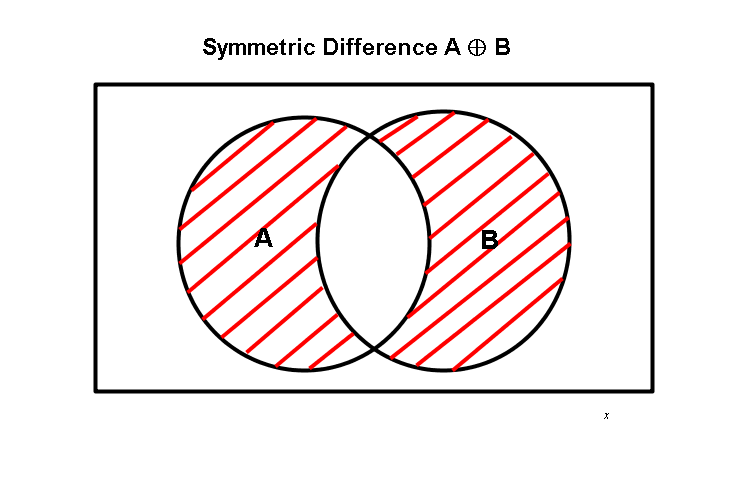 Symmetric Difference A ⊕ B
A B
x